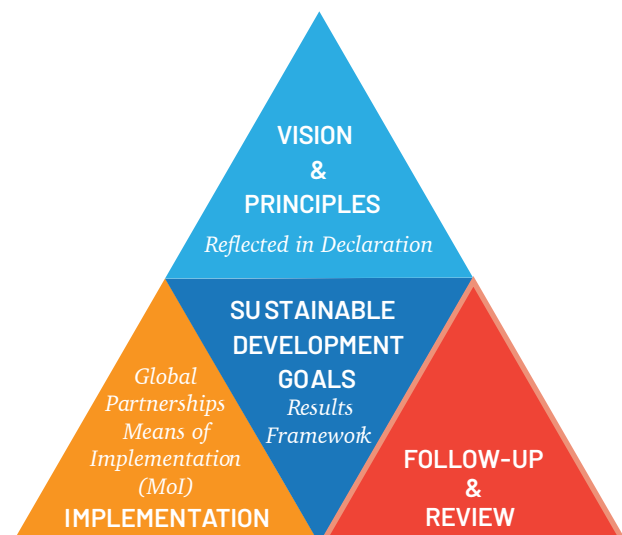 VISION
&
PRINCIPLES
Reflected in Declaration
SUSTAINABLE
DEVELOPMENT
GOALS
Results
Framework
Global
Partnerships
Means of
Implementation
(MoI)
IMPLEMENTATION
FOLLOW-UP
&
REVIEW